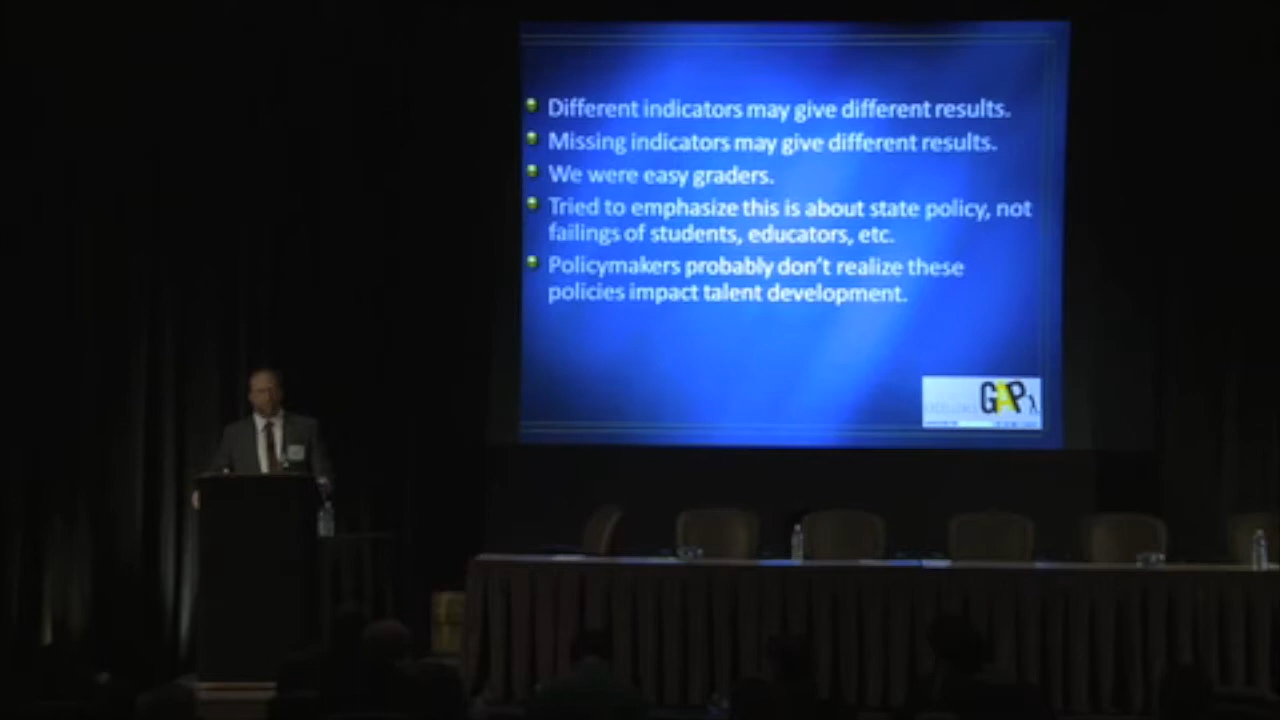 Different indicators may give different results.
Missing indicators may give different results.
We were easy graders.
Tried to emphasize this is about state policy, not
failings of students, educators, etc.
Policymakers probably don't realize these
policies impact talent development.
EXCELLENCE
GAP